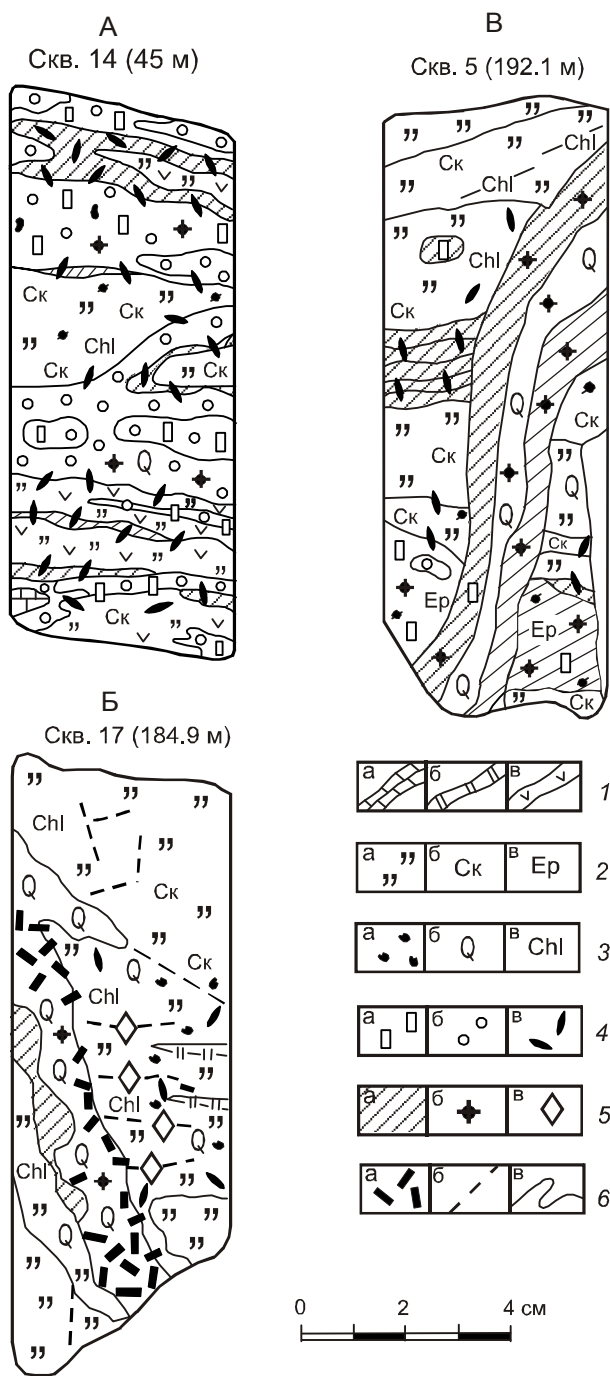 А
Скв. 14 (45 м)
Ск
Ск
Chl
Ск
Q
Ск
В
Скв. 5 (192.1 м)
Chl
Ск
Chl
Chl
Q
Ск
Q
Ск
Ск
Q
Q
Ск
Ск
Q
Ep
Ep
Q
Ск
Б
Скв. 17 (184.9 м)
Chl
Q
Ск
Q
Ск
Q
Chl
Q
Q
Q
Chl
Q
Q
Chl
Q
Q
а б в 1
а б Ск в Ep 2
а б Q в Chl 3
а б в 4
а б в 5
а б в 6
0 2 4 см